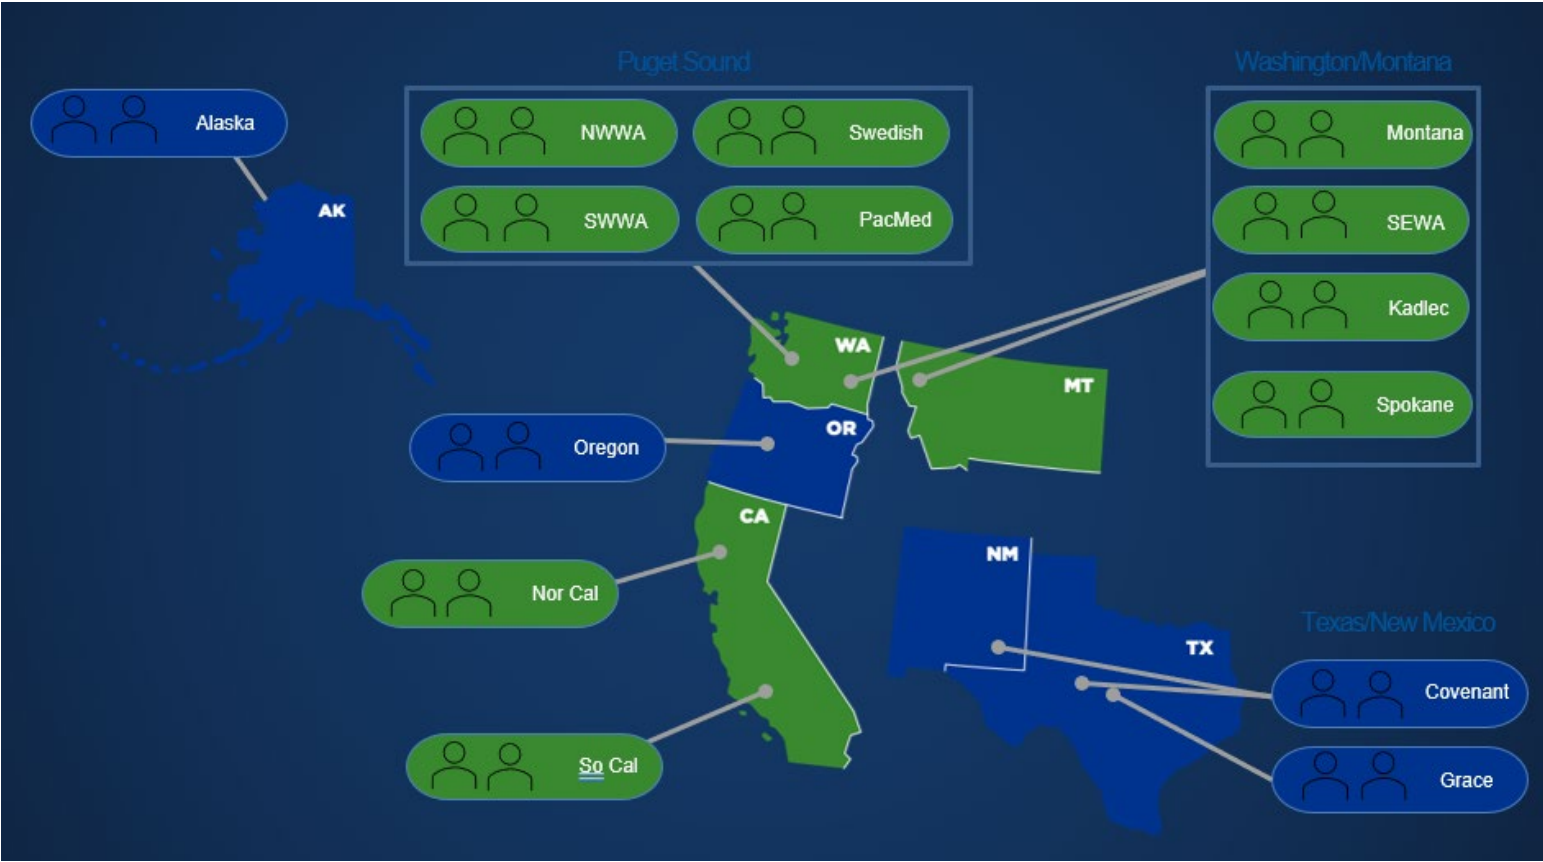 Puget Sound
Washington/Montana
Alaska
NWWA
Swedish
SWWA
PacMed
Montana
SEWA
Kadlec
Spokane
AK
WA
MT
OR
Oregon
CA
Nor Cal
So Cal
NM
TX
Texas/New Mexico
Covenant
Grace